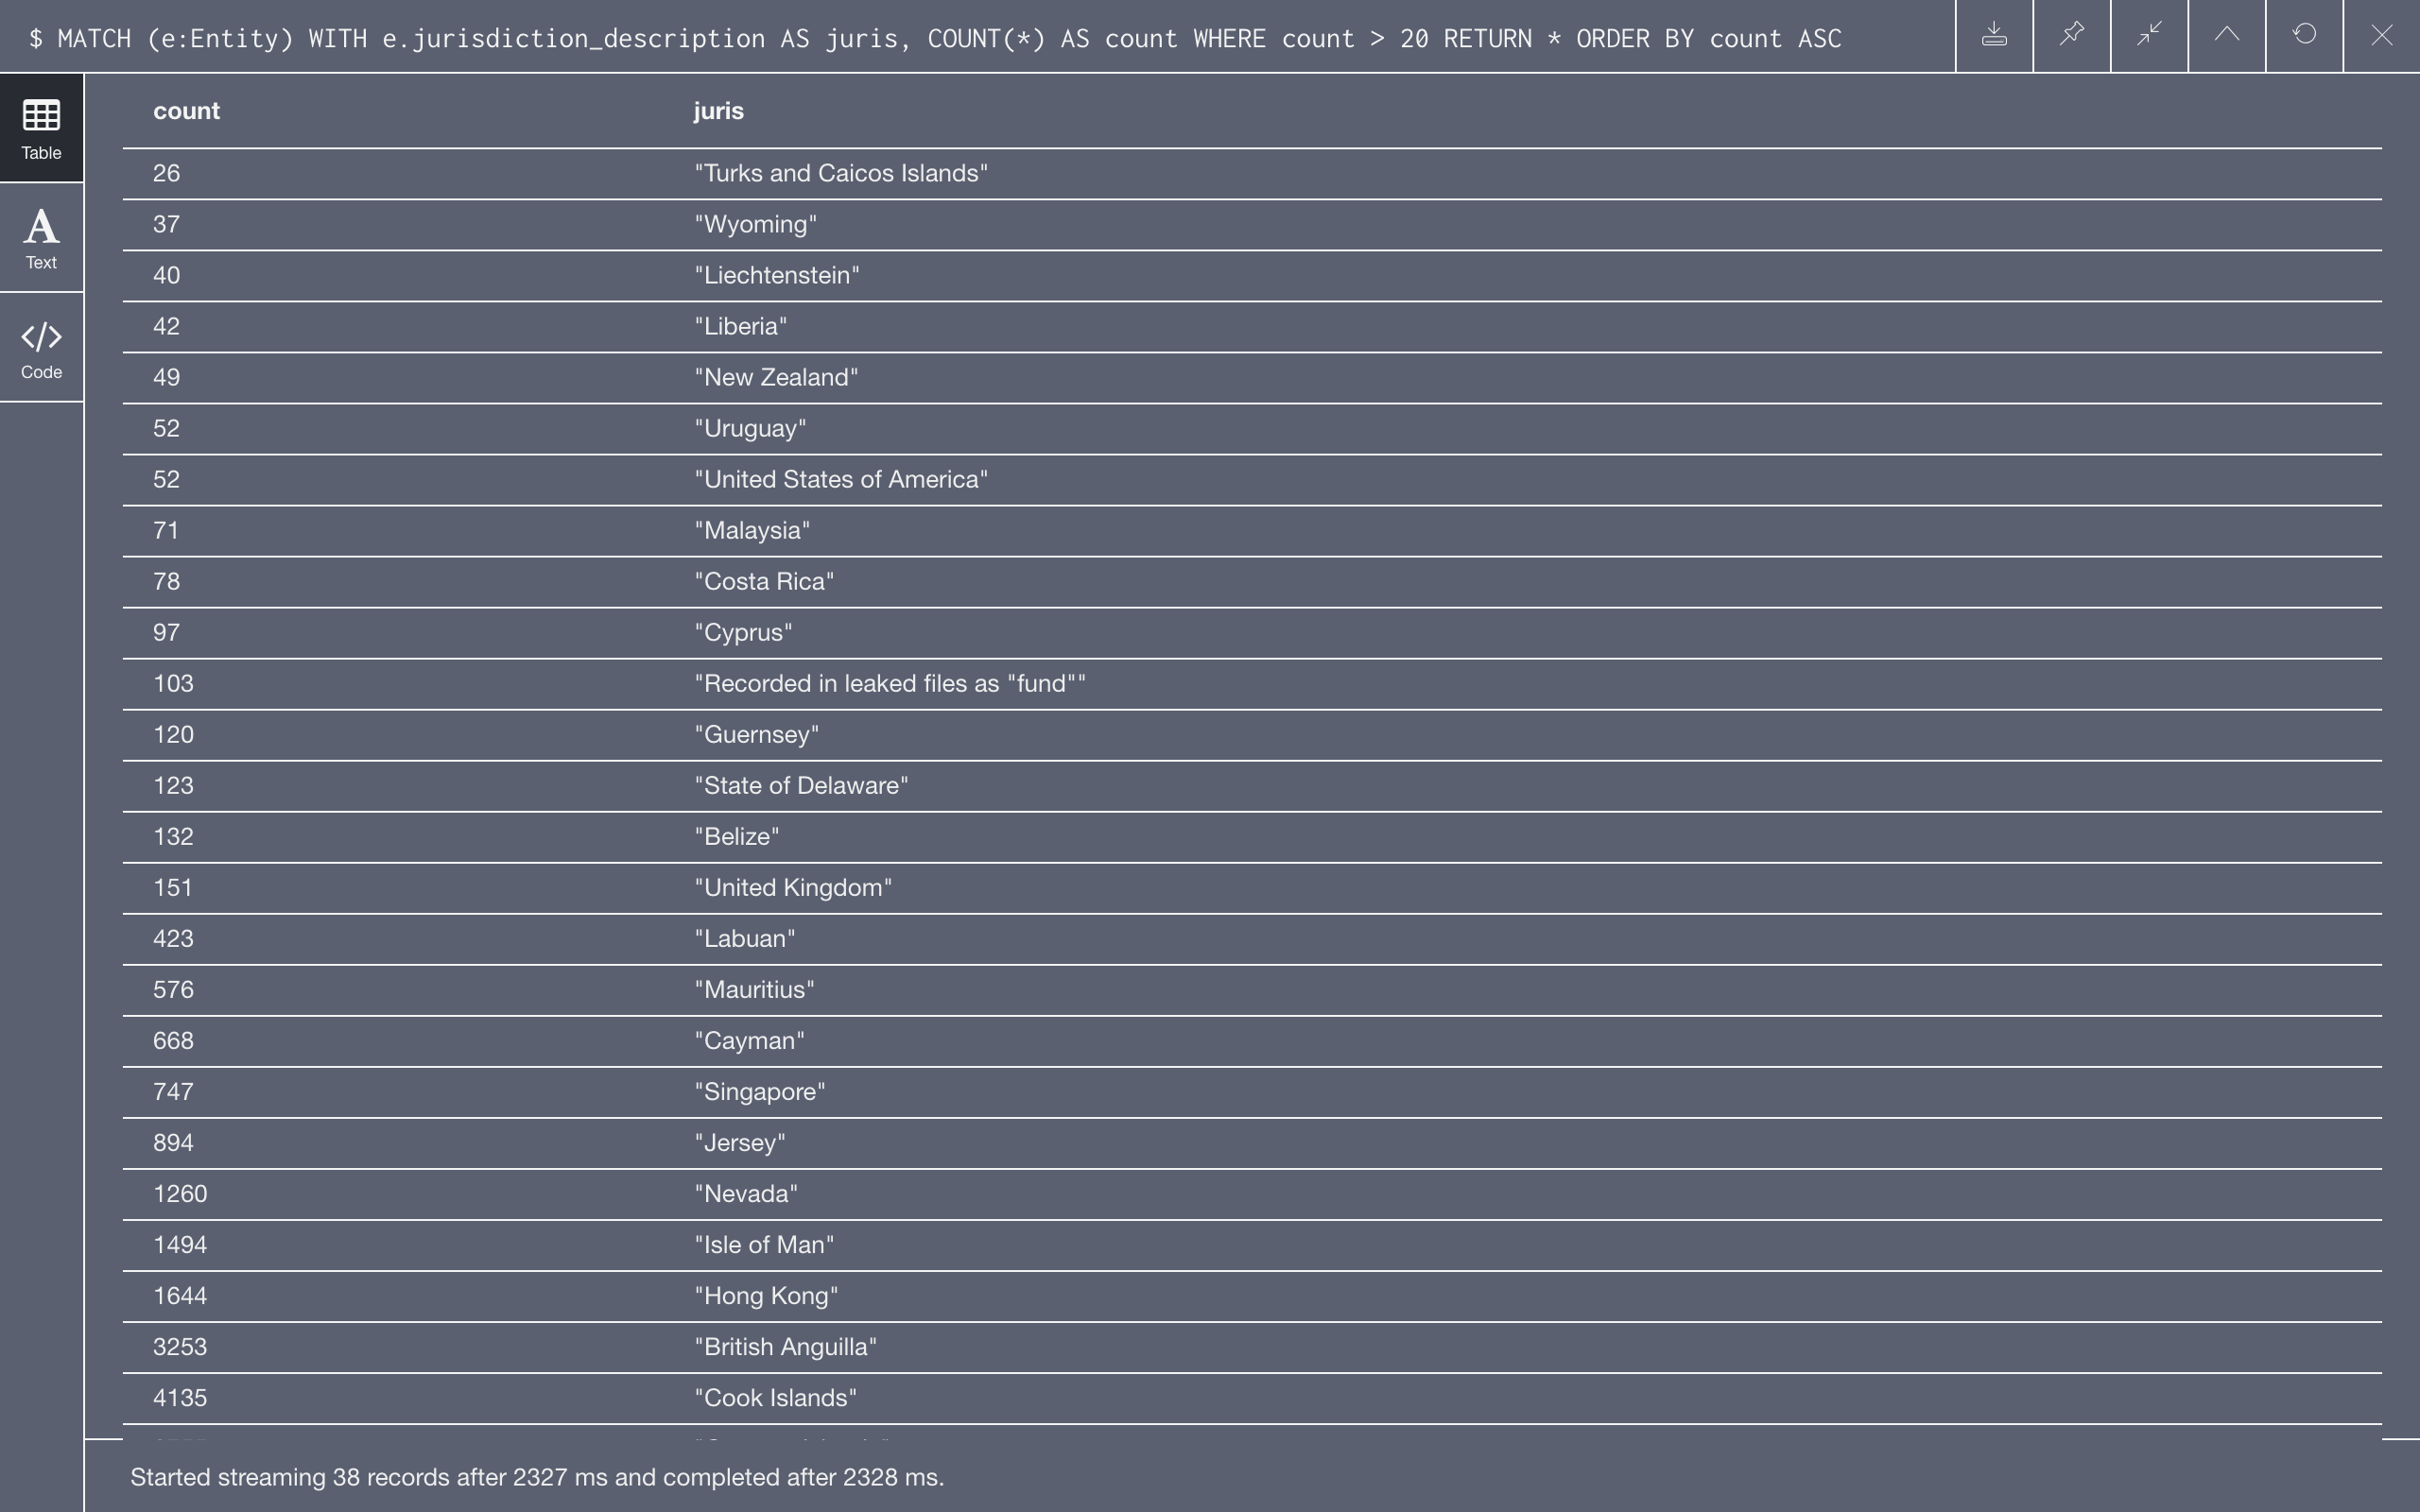 $ MATCH (e:Entity) WITH e.jurisdiction_description AS juris, COUNT(*) AS count WHERE count > 20 RETURN * ORDER BY count ASC
Table
Text
Code
count juris
26 "Turks and Caicos Islands"
37 "Wyoming"
40 "Liechtenstein"
42 "Liberia"
49 "New Zealand"
52 "Uruguay"
52 "United States of America"
71 "Malaysia"
78 "Costa Rica"
97 "Cyprus"
103 "Recorded in leaked files as "fund""
120 "Guernsey"
123 "State of Delaware"
132 "Belize"
151 "United Kingdom"
423 "Labuan"
576 "Mauritius"
668 "Cayman"
747 "Singapore"
894 "Jersey"
1260 "Nevada"
1494 "Isle of Man"
1644 "Hong Kong"
3253 "British Anguilla"
4135 "Cook Islands"
Started streaming 38 records after 2327 ms and completed after 2328 ms.